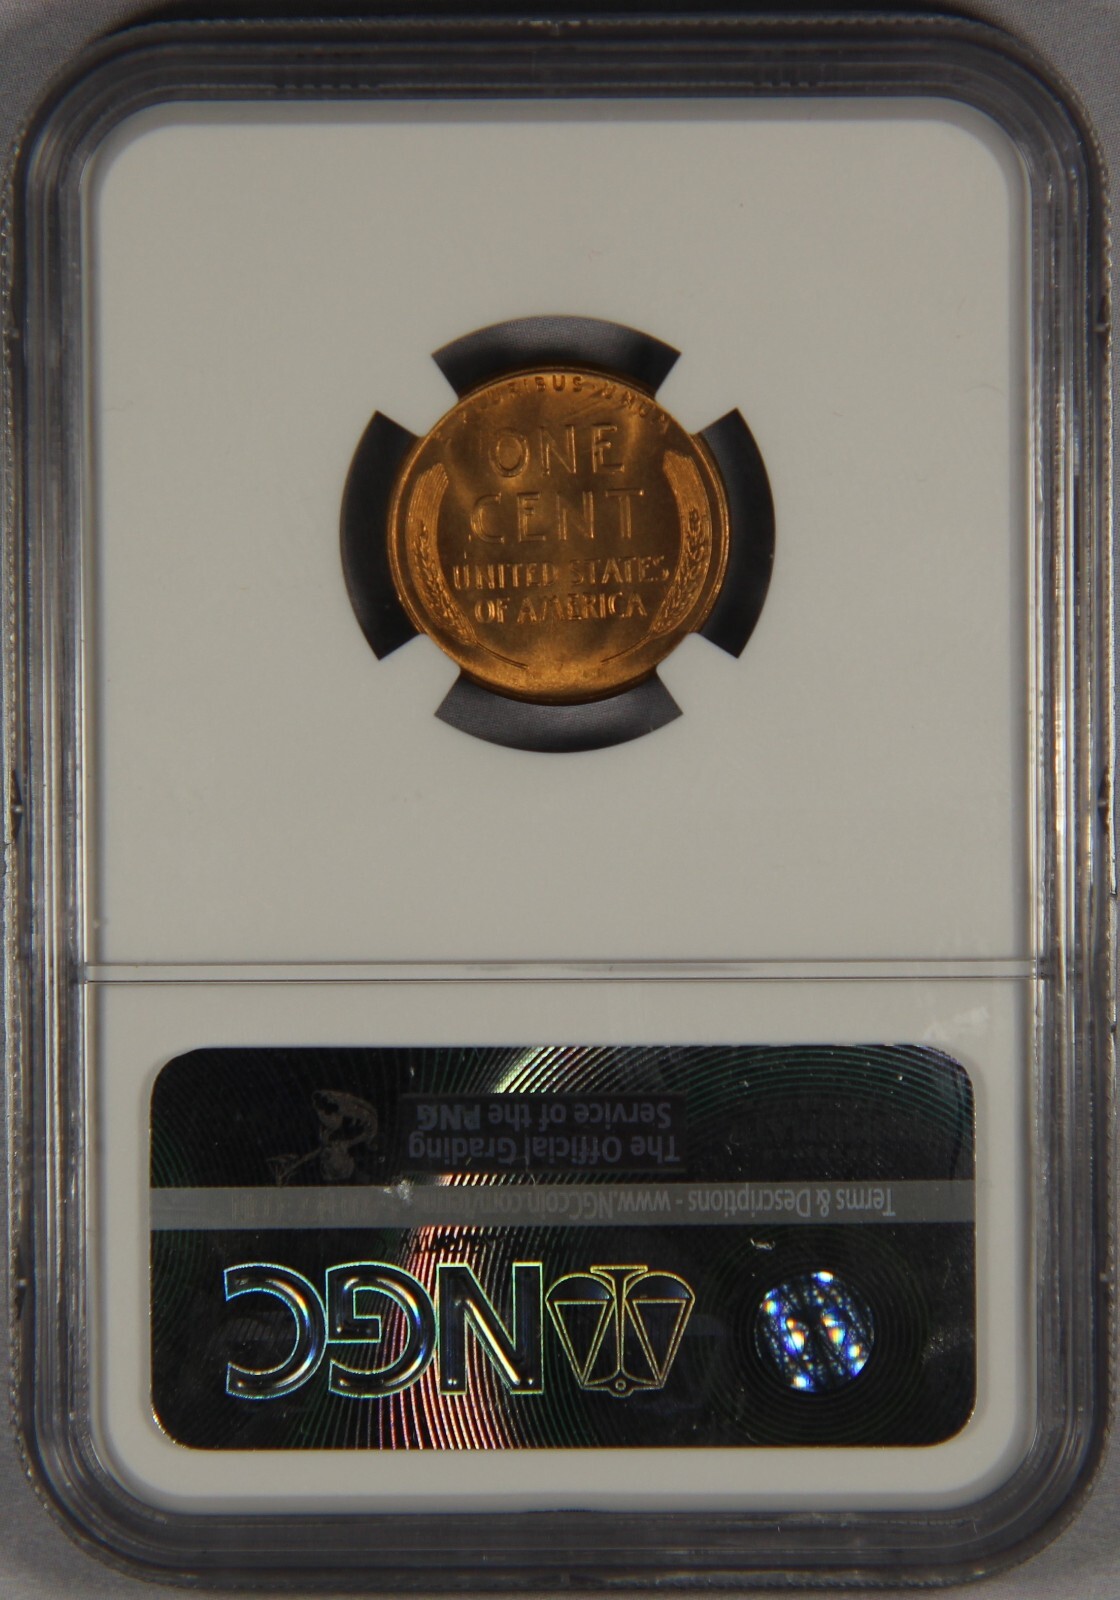 PLURIBUS UNUM
ONE
CENT
UNITED STATES
OF AMERICA
The Official Grading
Service of the PNG
Terms & Descriptions - www.NGCcoin.com
NGC